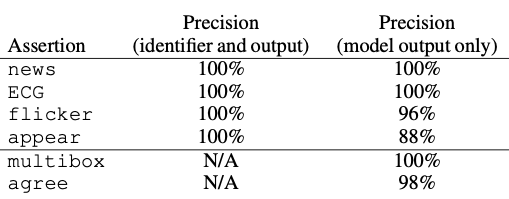 Precision Precision
Assertion (identifier and output) (model output only)
news 100% 100%
ECG 100% 100%
flicker 100% 96%
appear 100% 88%
multibox N/A 100%
agree N/A 98%